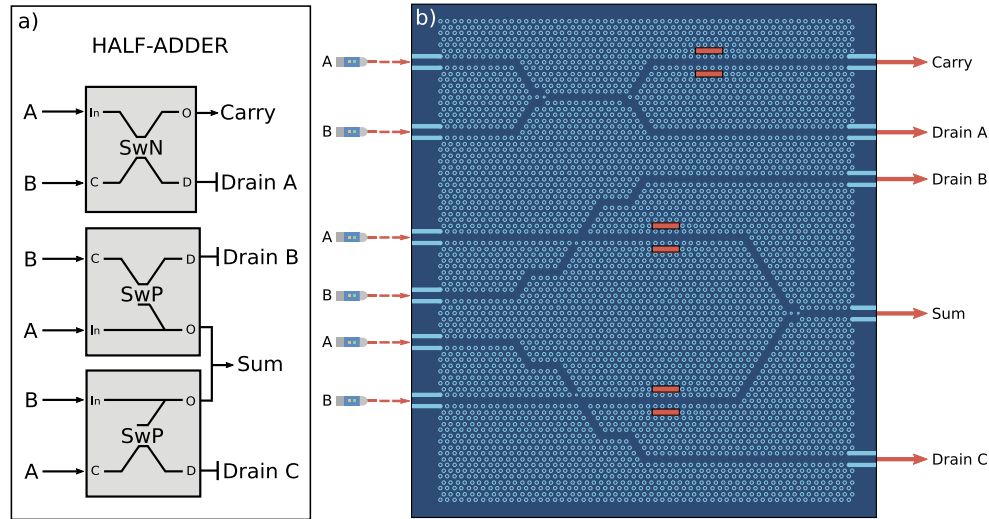 a)
HALF-ADDER
A In O Carry
SwN
B C D Drain A
B C D Drain B
SwP
A In O
Sum
B In O
SwP
A C D Drain C
b)
A Carry
B Drain A
Drain B
A
B Sum
A
B
Drain C